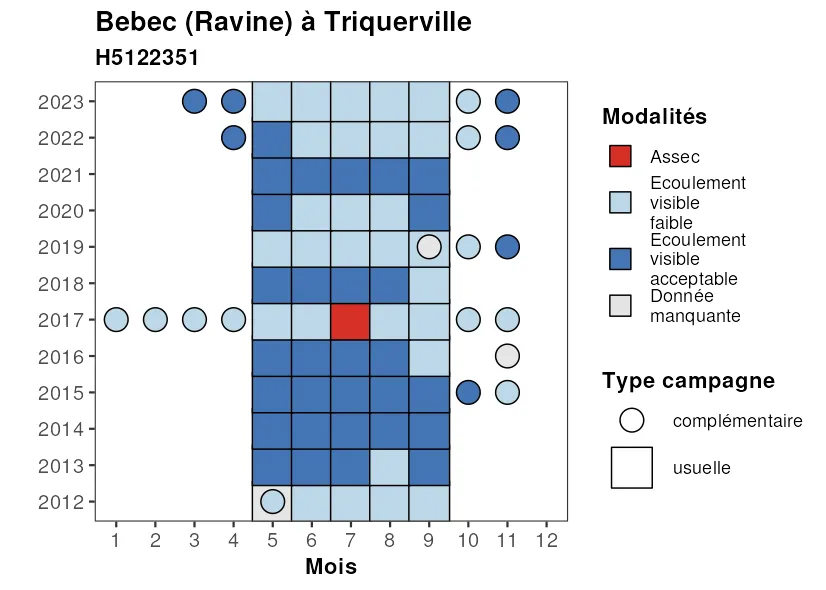 Bebec (Ravine) à Triquerville
H5122351
2023
2022
2021
2020
2019
2018
2017
2016
2015
2014
2013
2012
1 2 3 4 5 6 7 8 9 10 11 12
Mois
Modalités
Assec
Ecoulement
visible
faible
Ecoulement
visible
acceptable
Donnée
manquante
Type campagne
complémentaire
usuelle